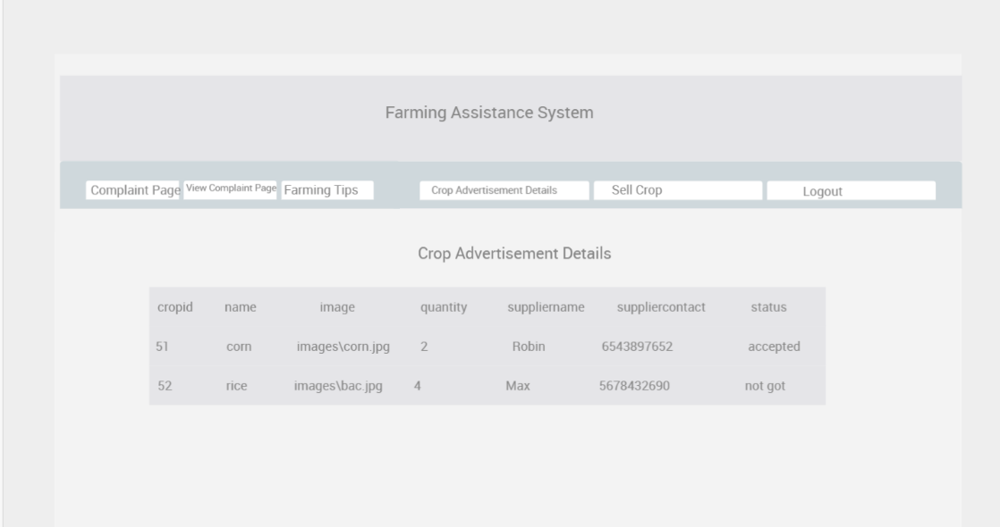 Farming Assistance System
Complaint Page View Complaint Page Farming Tips Crop Advertisement Details Sell Crop Logout
Crop Advertisement Details
cropid name image quantity suppliername suppliercontact status
51 corn images\corn.jpg 2 Robin 6543897652 accepted
52 rice images\bac.jpg 4 Max 5678432690 not got